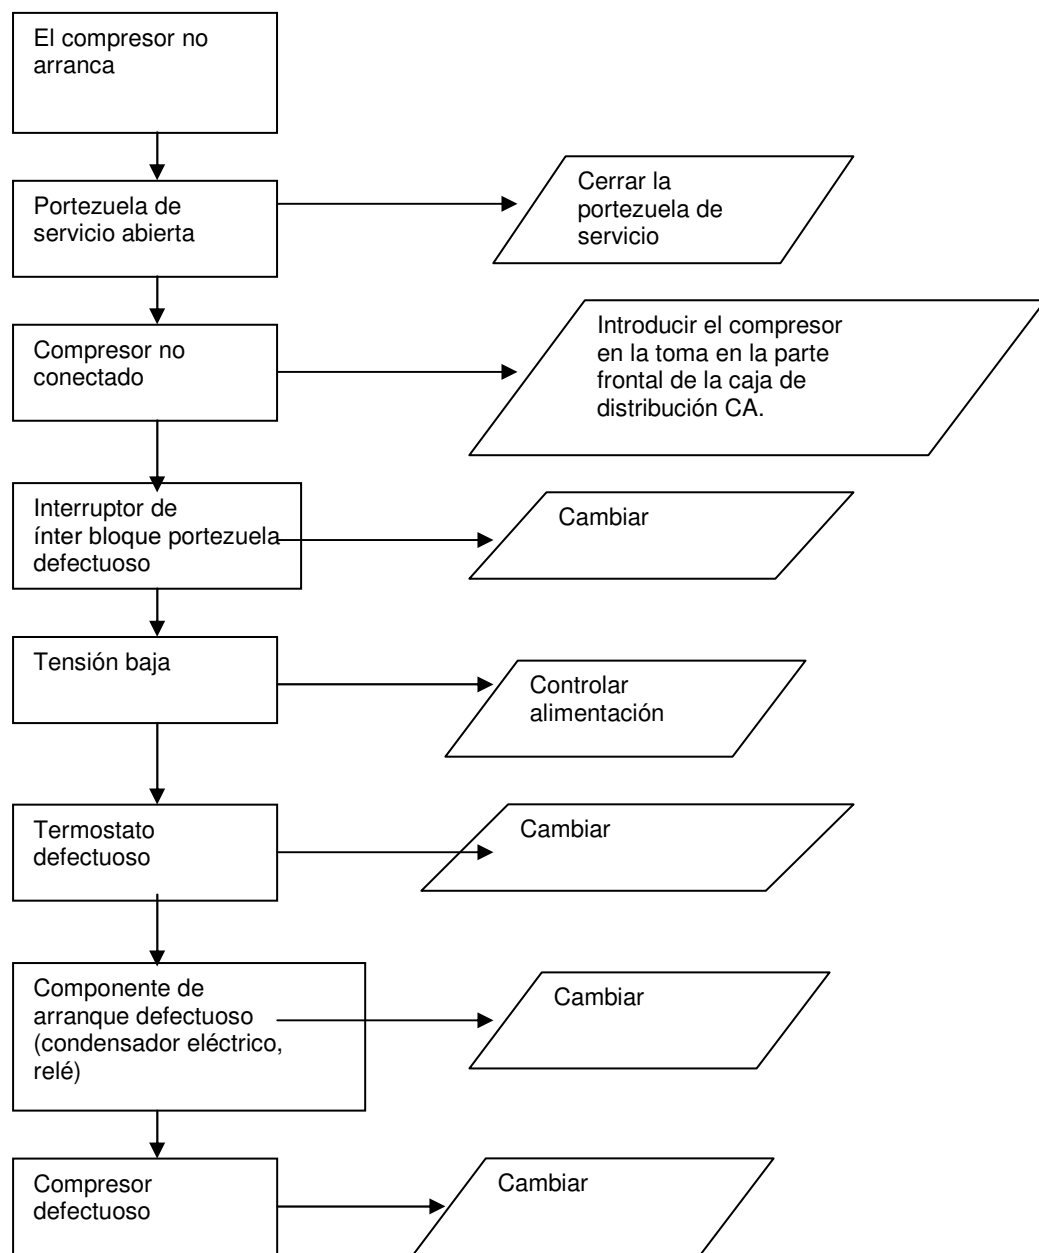 El compresor no
arranca
Portezuela de
servicio abierta
Cerrar la
portezuela de
servicio
Compresor no
conectado
Introducir el compresor
en la toma en la parte
frontal de la caja de
distribución CA.
Interruptor de
ínter bloque portezuela
defectuoso
Cambiar
Tensión baja
Controlar
alimentación
Termostato
defectuoso
Cambiar
Componente de
arranque defectuoso
(condensador eléctrico,
relé)
Cambiar
Compresor
defectuoso
Cambiar